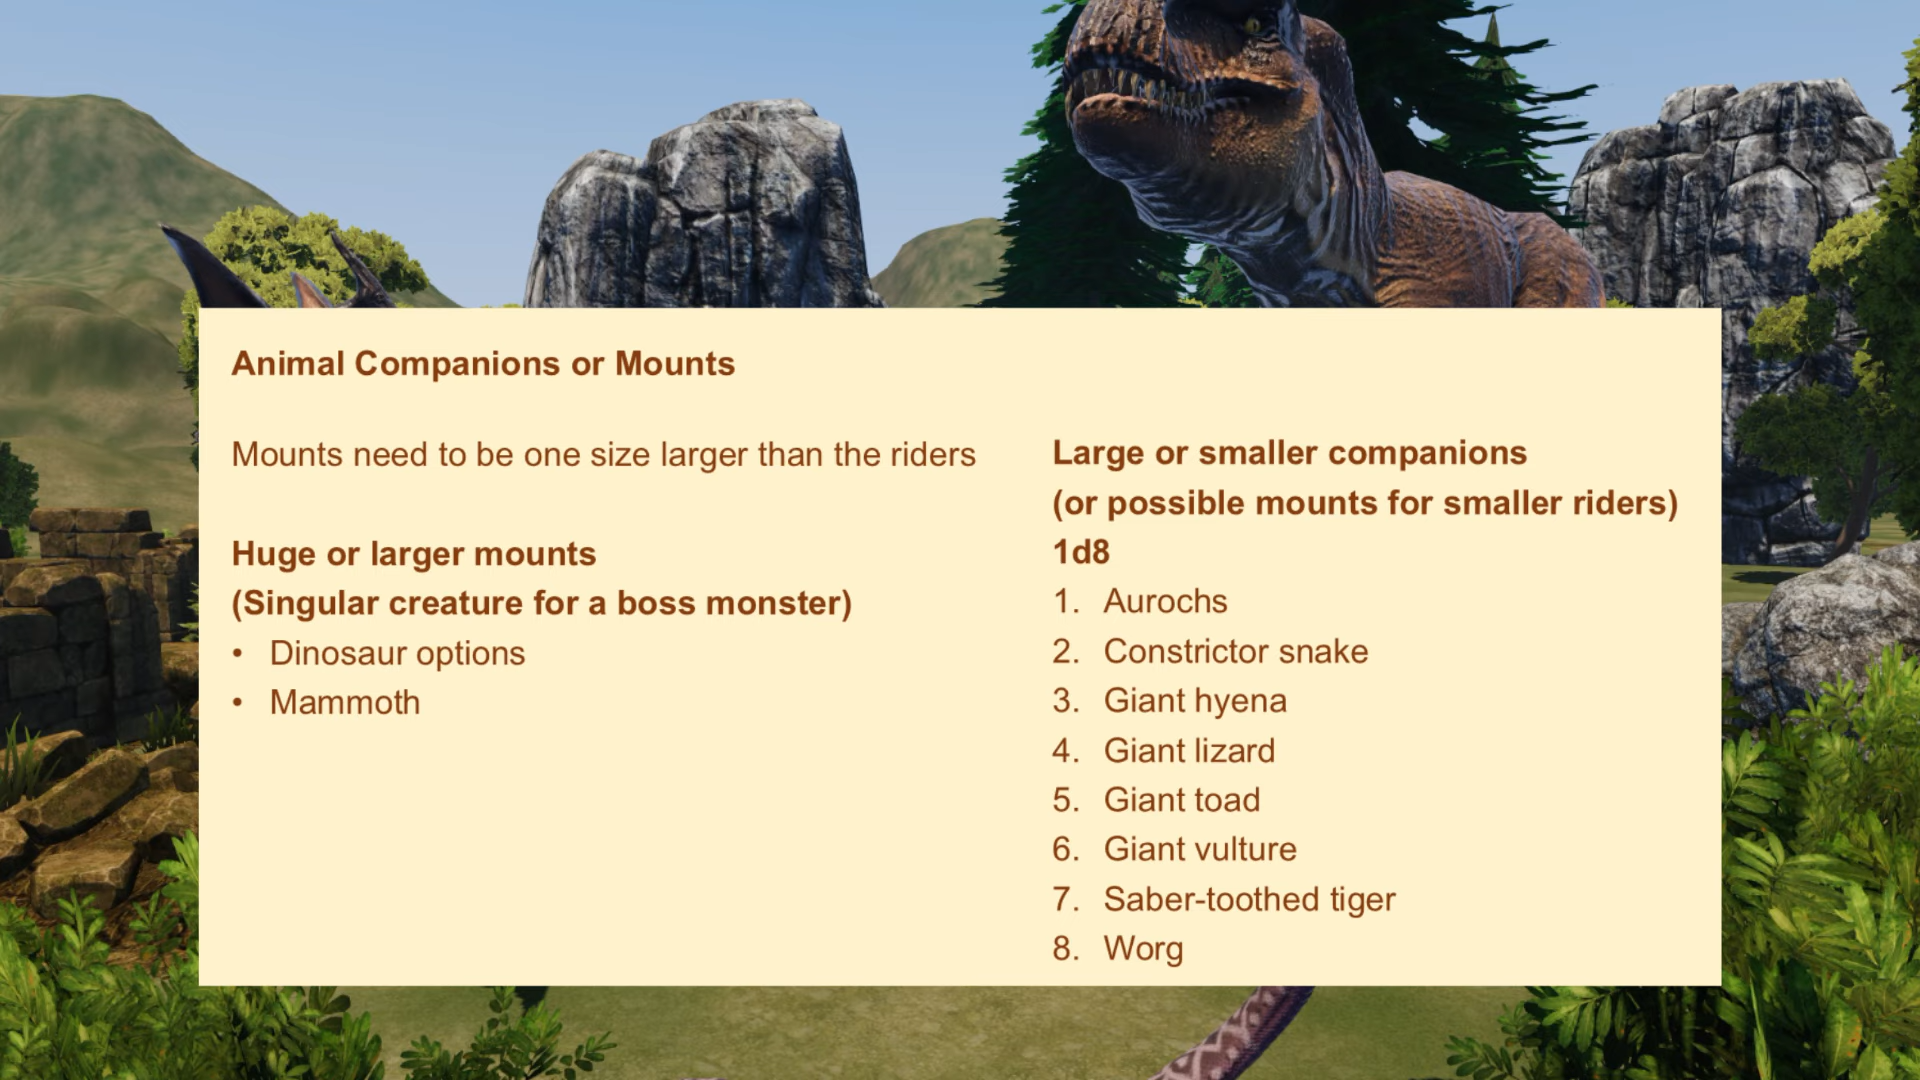 Animal Companions or Mounts
Mounts need to be one size larger than the riders
Huge or larger mounts
(Singular creature for a boss monster)
• Dinosaur options
• Mammoth
Large or smaller companions
(or possible mounts for smaller riders)
1d8
1. Aurochs
2. Constrictor snake
3. Giant hyena
4. Giant lizard
5. Giant toad
6. Giant vulture
7. Saber-toothed tiger
8. Worg